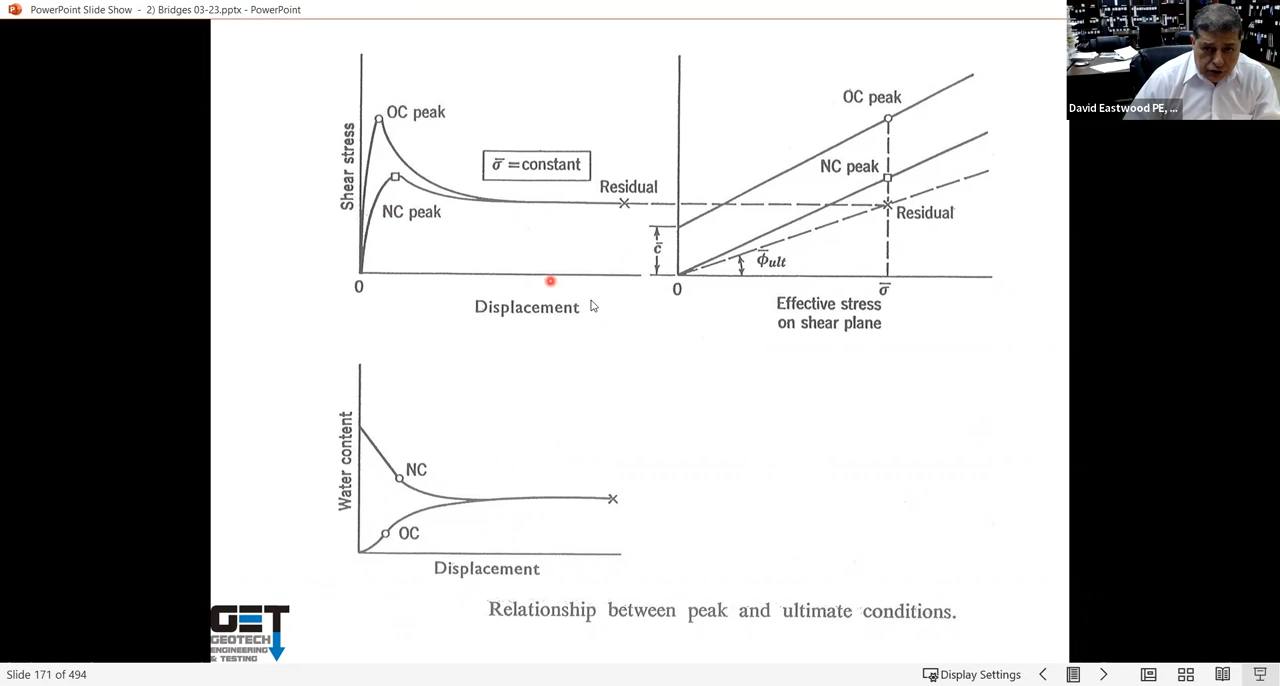 PowerPoint Slide Show - 2) Bridges 03-23.pptx - PowerPoint
David Eastwood PE, ...
OC peak
NC peak
σ̄ = constant
Residual
Shear stress
0
Displacement
OC peak
NC peak
Residual
c̄
ϕ̄ult
0
σ̄
Effective stress
on shear plane
Water content
NC
OC
Displacement
Relationship between peak and ultimate conditions.
GET
GEOTECH
ENGINEERING
& TESTING
Slide 171 of 494
Display Settings